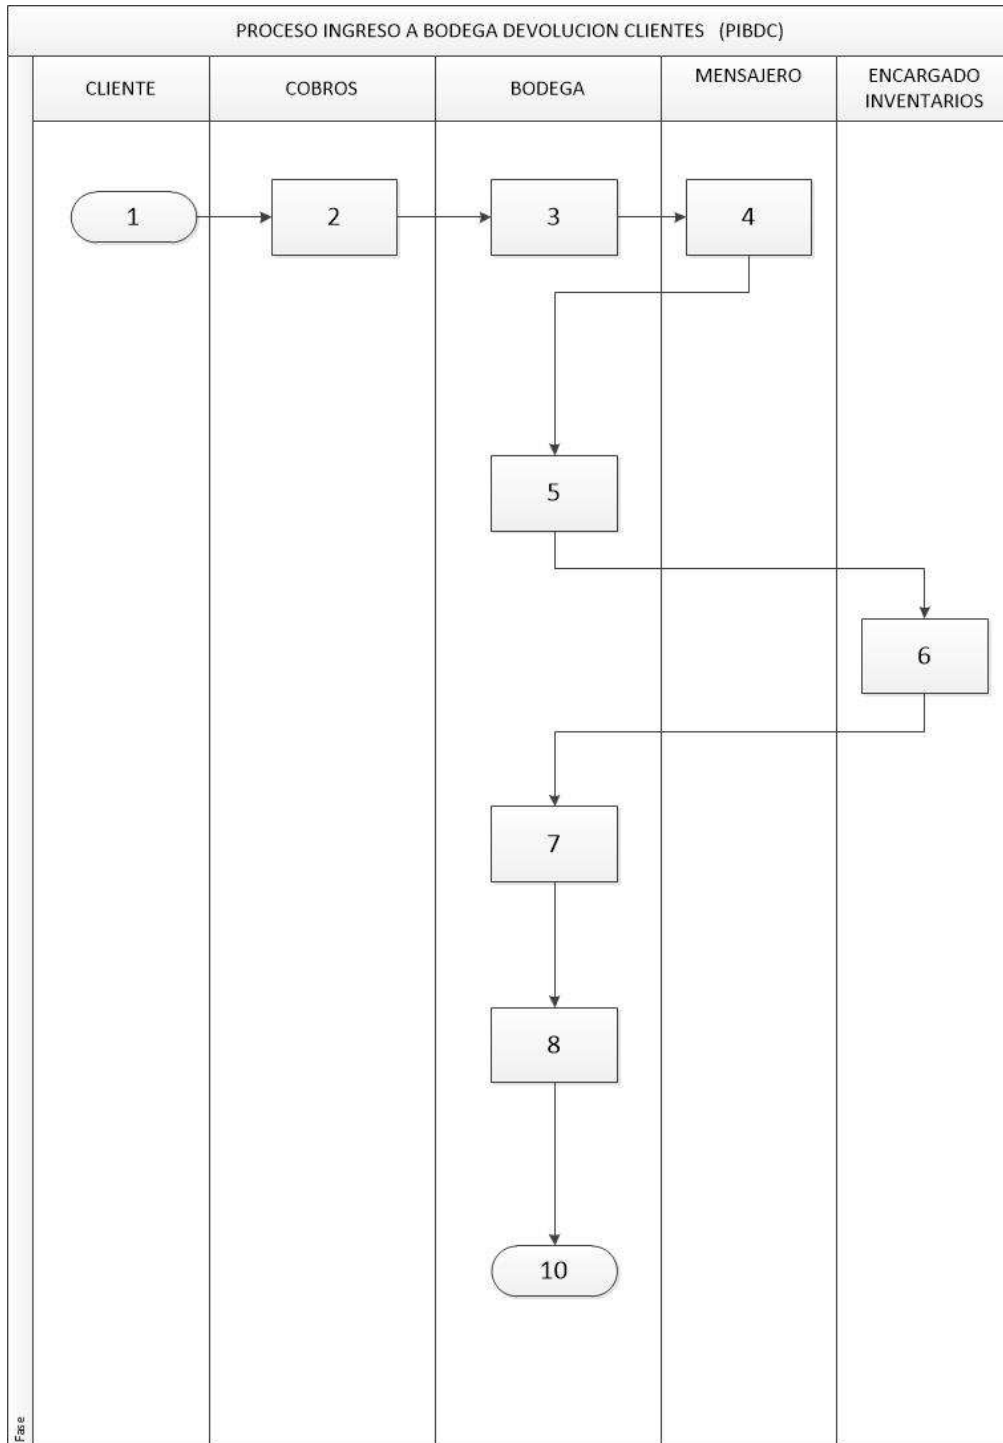 PROCESO INGRESO A BODEGA DEVOLUCION CLIENTES (PIBDC)
CLIENTE
COBROS
BODEGA
MENSAJERO
ENCARGADO
INVENTARIOS
1
2
3
4
5
6
7
8
10
Fase